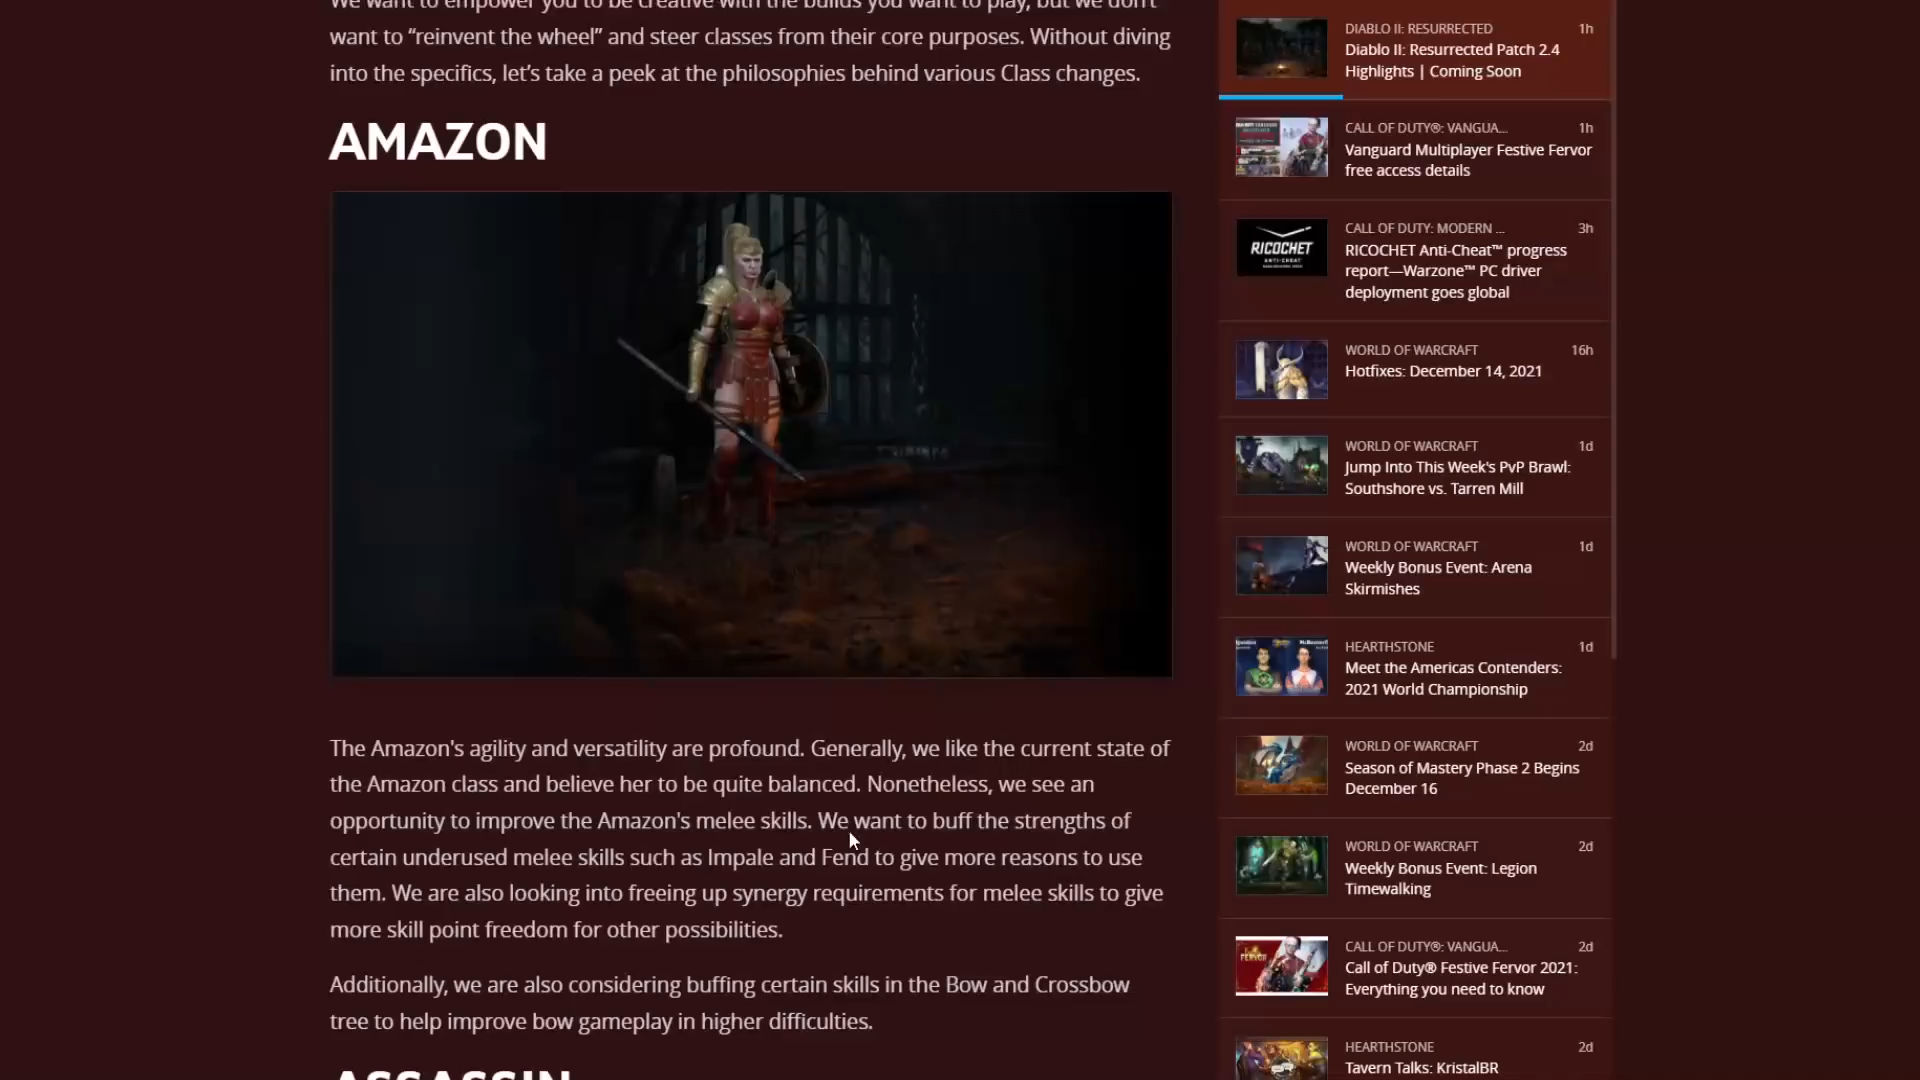 We want to empower you to be creative with the builds you want to play, but we don't
want to “reinvent the wheel” and steer classes from their core purposes. Without diving
into the specifics, let’s take a peek at the philosophies behind various Class changes.
AMAZON
The Amazon's agility and versatility are profound. Generally, we like the current state of
the Amazon class and believe her to be quite balanced. Nonetheless, we see an
opportunity to improve the Amazon's melee skills. We want to buff the strengths of
certain underused melee skills such as Impale and Fend to give more reasons to use
them. We are also looking into freeing up synergy requirements for melee skills to give
more skill point freedom for other possibilities.
Additionally, we are also considering buffing certain skills in the Bow and Crossbow
tree to help improve bow gameplay in higher difficulties.
ASSASSIN
DIABLO II: RESURRECTED 1h
Diablo II: Resurrected Patch 2.4
Highlights | Coming Soon
CALL OF DUTY®: VANGUA... 1h
Vanguard Multiplayer Festive Fervor
free access details
RICOCHET
ANTI-CHEAT
CALL OF DUTY: MODERN ... 3h
RICOCHET Anti-Cheat™ progress
report—Warzone™ PC driver
deployment goes global
WORLD OF WARCRAFT 16h
Hotfixes: December 14, 2021
WORLD OF WARCRAFT 1d
Jump Into This Week's PvP Brawl:
Southshore vs. Tarren Mill
WORLD OF WARCRAFT 1d
Weekly Bonus Event: Arena
Skirmishes
HEARTHSTONE 1d
Meet the Americas Contenders:
2021 World Championship
WORLD OF WARCRAFT 2d
Season of Mastery Phase 2 Begins
December 16
WORLD OF WARCRAFT 2d
Weekly Bonus Event: Legion
Timewalking
FERVOR
CALL OF DUTY®: VANGUA... 2d
Call of Duty® Festive Fervor 2021:
Everything you need to know
HEARTHSTONE 2d
Tavern Talks: KristalBR